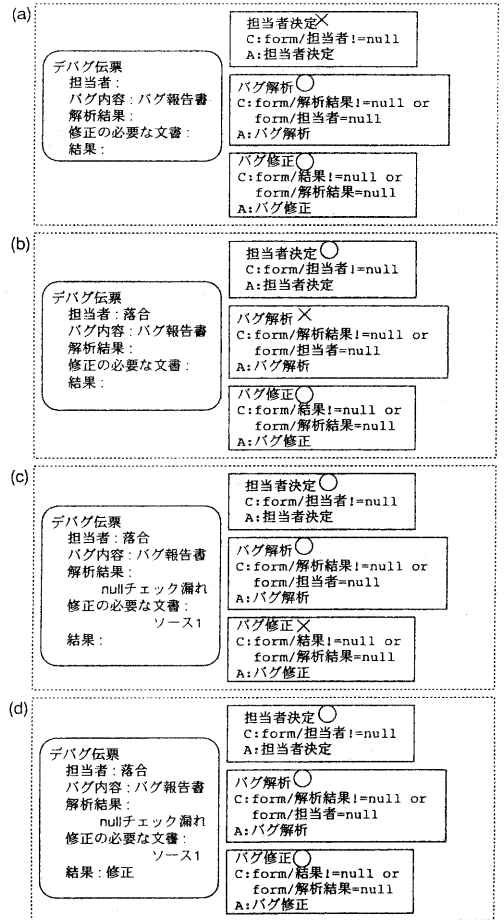 (a)
デバグ伝票
担当者:
バグ内容:バグ報告書
解析結果:
修正の必要な文書:
結果:
担当者決定×
C:form/担当者!=null
A:担当者決定
バグ解析○
C:form/解析結果!=null or
form/担当者=null
A:バグ解析
バグ修正○
C:form/結果!=null or
form/解析結果=null
A:バグ修正
(b)
デバグ伝票
担当者:落合
バグ内容:バグ報告書
解析結果:
修正の必要な文書:
結果:
担当者決定○
C:form/担当者!=null
A:担当者決定
バグ解析×
C:form/解析結果!=null or
form/担当者=null
A:バグ解析
バグ修正○
C:form/結果!=null or
form/解析結果=null
A:バグ修正
(c)
デバグ伝票
担当者:落合
バグ内容:バグ報告書
解析結果:
nullチェック漏れ
修正の必要な文書:
ソース1
結果:
担当者決定○
C:form/担当者!=null
A:担当者決定
バグ解析○
C:form/解析結果!=null or
form/担当者=null
A:バグ解析
バグ修正×
C:form/結果!=null or
form/解析結果=null
A:バグ修正
(d)
デバグ伝票
担当者:落合
バグ内容:バグ報告書
解析結果:
nullチェック漏れ
修正の必要な文書:
ソース1
結果:修正
担当者決定○
C:form/担当者!=null
A:担当者決定
バグ解析○
C:form/解析結果!=null or
form/担当者=null
A:バグ解析
バグ修正○
C:form/結果!=null or
form/解析結果=null
A:バグ修正